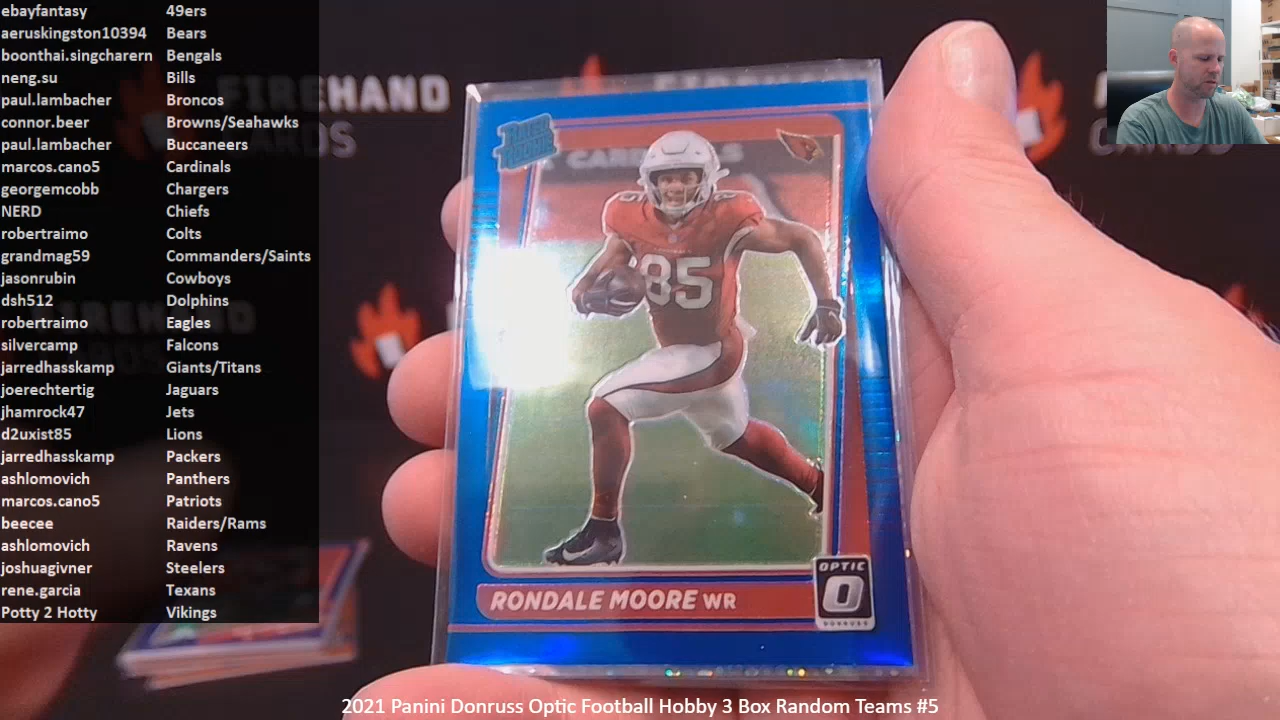 ebayfantasy 49ers
aeruskingston10394 Bears
boonthai.singcharern Bengals
neng.su Bills
paul.lambacher Broncos
connor.beer Browns/Seahawks
paul.lambacher Buccaneers
marcos.cano5 Cardinals
georgemcobb Chargers
NERD Chiefs
robertraimo Colts
grandmag59 Commanders/Saints
jasonrubin Cowboys
dsh512 Dolphins
robertraimo Eagles
silvercamp Falcons
jarredhasskamp Giants/Titans
joerechtertig Jaguars
jhamrock47 Jets
d2uxist85 Lions
jarredhasskamp Packers
ashlomovich Panthers
marcos.cano5 Patriots
beecee Raiders/Rams
ashlomovich Ravens
joshuagivner Steelers
rene.garcia Texans
Potty 2 Hotty Vikings
FIREHAND
CARDS
RATED
ROOKIE
CARDINALS
85
RONDALE MOORE WR
OPTIC
O
DONRUSS
2021 Panini Donruss Optic Football Hobby 3 Box Random Teams #5